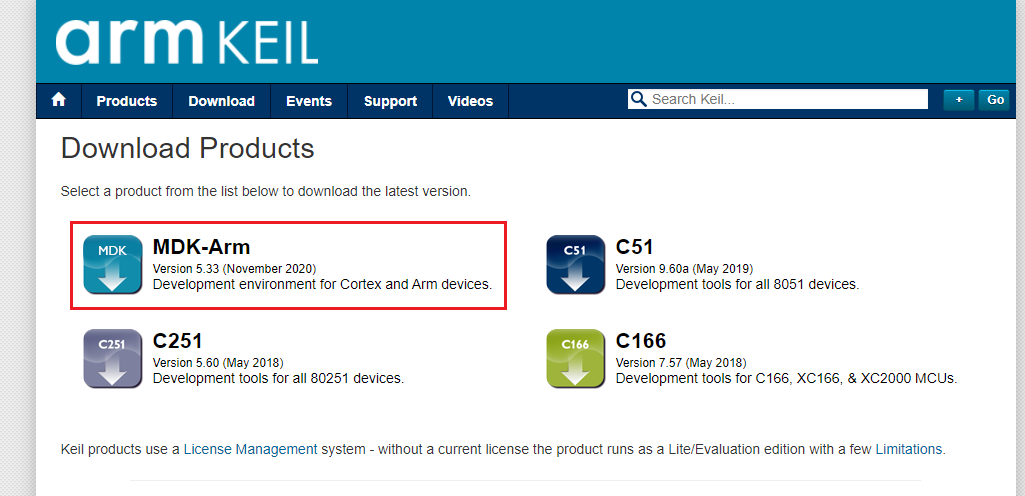 arm KEIL
Products Download Events Support Videos Search Keil... + Go
Download Products
Select a product from the list below to download the latest version.
MDK
MDK-Arm
Version 5.33 (November 2020)
Development environment for Cortex and Arm devices.
C51
C51
Version 9.60a (May 2019)
Development tools for all 8051 devices.
C251
C251
Version 5.60 (May 2018)
Development tools for all 80251 devices.
C166
C166
Version 7.57 (May 2018)
Development tools for C166, XC166, & XC2000 MCUs.
Keil products use a License Management system - without a current license the product runs as a Lite/Evaluation edition with a few Limitations.